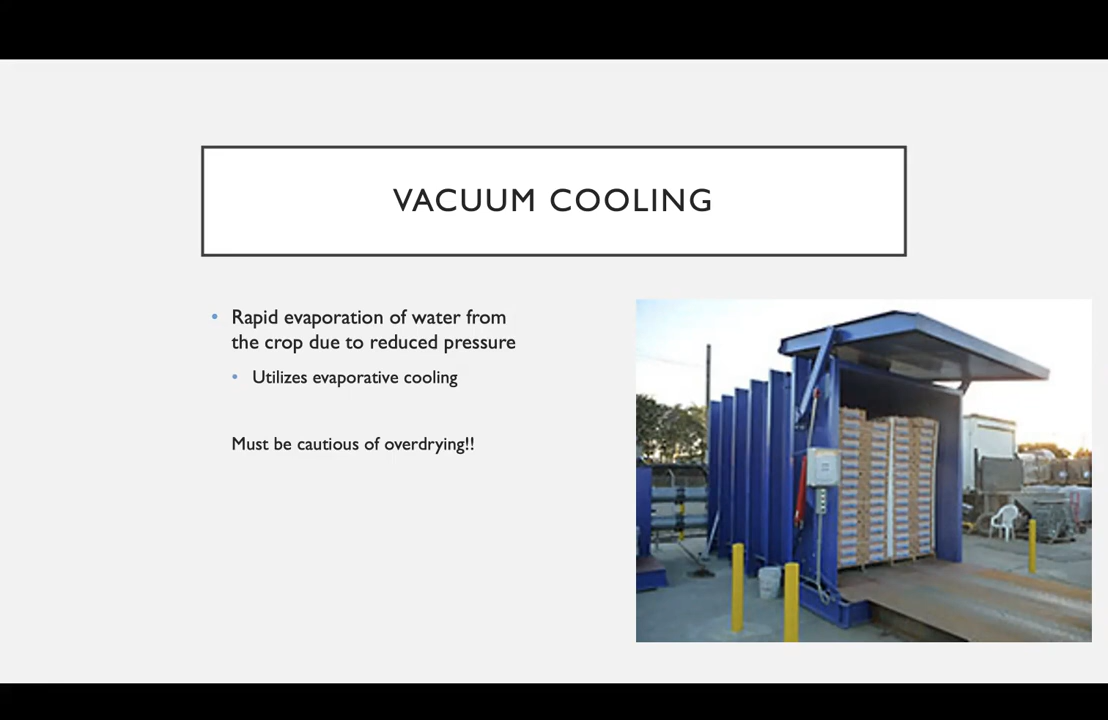 VACUUM COOLING
• Rapid evaporation of water from
the crop due to reduced pressure
• Utilizes evaporative cooling
Must be cautious of overdrying!!